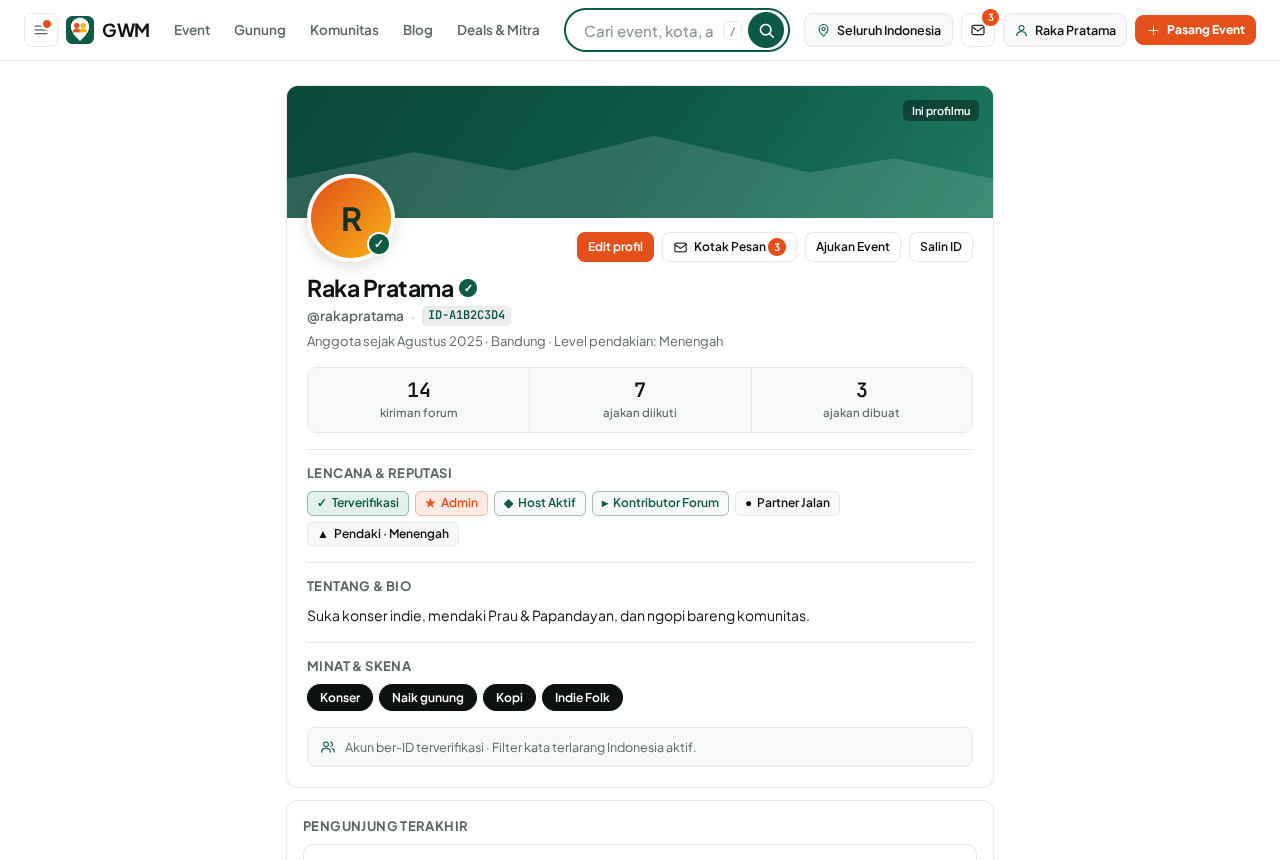 GWM
Event
Gunung
Komunitas
Blog
Deals & Mitra
Cari event, kota, a
/
Seluruh Indonesia
3
Raka Pratama
Pasang Event
Ini profilmu
R
✓
Edit profil
Kotak Pesan 3
Ajukan Event
Salin ID
Raka Pratama ✓
@rakapratama · ID-A1B2C3D4
Anggota sejak Agustus 2025 · Bandung · Level pendakian: Menengah
14
kiriman forum
7
ajakan diikuti
3
ajakan dibuat
LENCANA & REPUTASI
✓ Terverifikasi
★ Admin
◆ Host Aktif
▸ Kontributor Forum
● Partner Jalan
▲ Pendaki · Menengah
TENTANG & BIO
Suka konser indie, mendaki Prau & Papandayan, dan ngopi bareng komunitas.
MINAT & SKENA
Konser
Naik gunung
Kopi
Indie Folk
Akun ber-ID terverifikasi · Filter kata terlarang Indonesia aktif.
PENGUNJUNG TERAKHIR